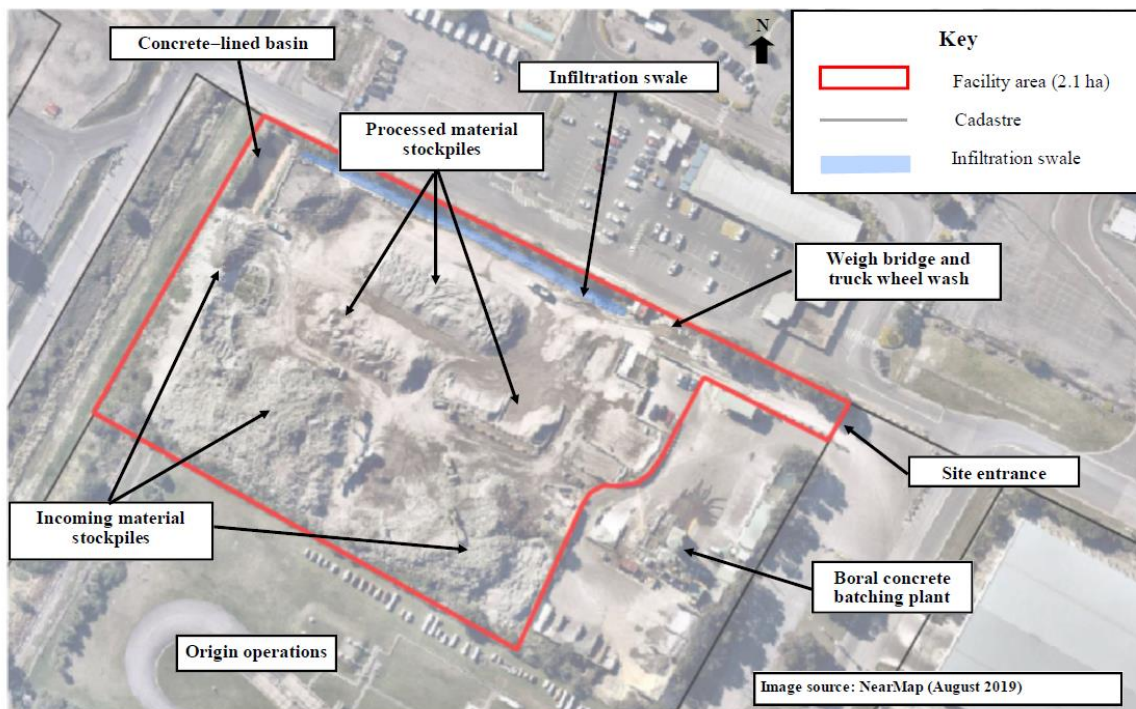 Concrete–lined basin
Processed material
stockpiles
Infiltration swale
N
Key
Facility area (2.1 ha)
Cadastre
Infiltration swale
Weigh bridge and
truck wheel wash
Site entrance
Incoming material
stockpiles
Boral concrete
batching plant
Origin operations
Image source: NearMap (August 2019)